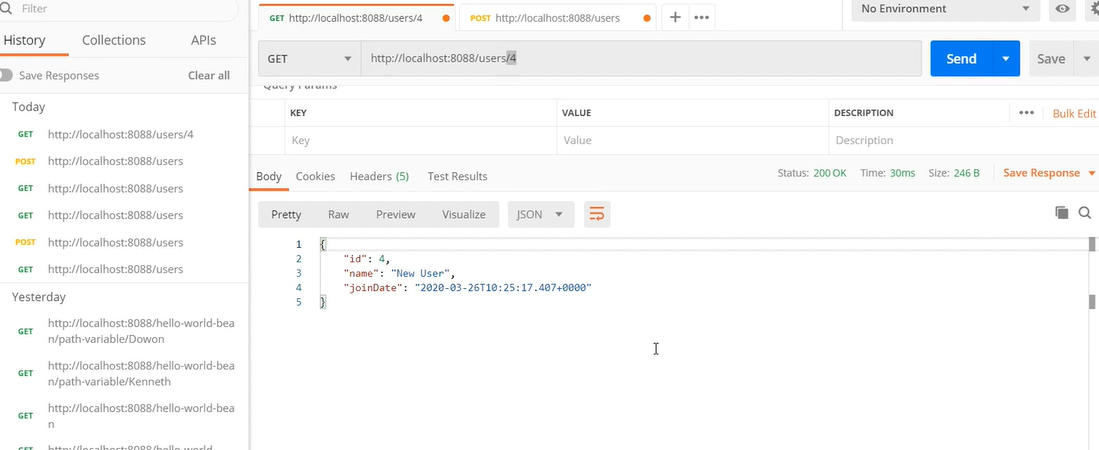 Filter
History Collections APIs
Save Responses Clear all
Today
GET http://localhost:8088/users/4
POST http://localhost:8088/users
GET http://localhost:8088/users
GET http://localhost:8088/users
POST http://localhost:8088/users
GET http://localhost:8088/users
Yesterday
GET http://localhost:8088/hello-world-bea
n/path-variable/Dowon
GET http://localhost:8088/hello-world-bea
n/path-variable/Kenneth
GET http://localhost:8088/hello-world-bea
n
GET http://localhost:8088/hello-world-
GET http://localhost:8088/users/4
POST http://localhost:8088/users
No Environment
GET http://localhost:8088/users/4
Send Save
Query Params
KEY VALUE DESCRIPTION Bulk Edit
Key Value Description
Body Cookies Headers (5) Test Results
Status: 200 OK Time: 30ms Size: 246 B Save Response
Pretty Raw Preview Visualize JSON
1 {
2 "id": 4,
3 "name": "New User",
4 "joinDate": "2020-03-26T10:25:17.407+0000"
5 }